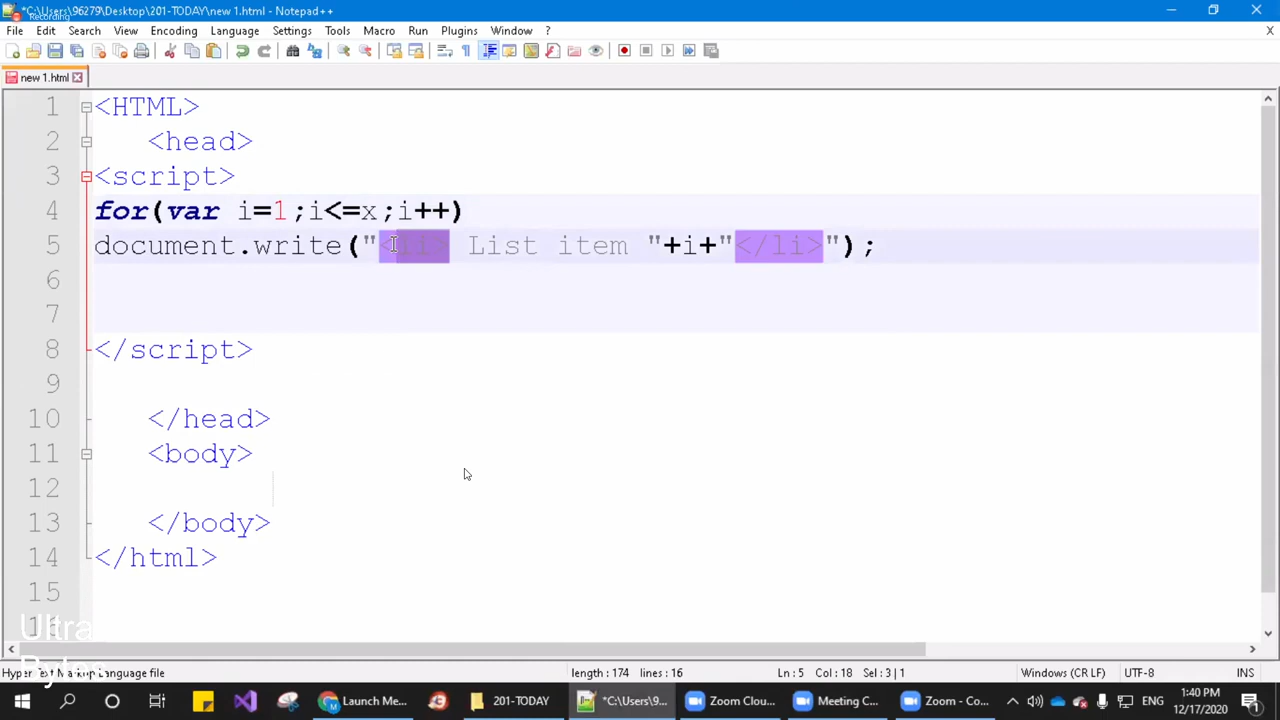 *C:\Users\96279\Desktop\201-TODAY\new 1.html - Notepad++
Recording
File Edit Search View Encoding Language Settings Tools Macro Run Plugins Window ? X
new 1.html
1 <HTML>
2 <head>
3 <script>
4 for(var i=1;i<=x;i++)
5 document.write("<li> List item "+i+"</li>");
6
7
8 </script>
9
10 </head>
11 <body>
12
13 </body>
14 </html>
15
16
Ultra
Bytes
Hyper Text Markup Language file length : 174 lines : 16 Ln : 5 Col : 18 Sel : 3 | 1 Windows (CR LF) UTF-8 INS
Launch Me... 201-TODAY *C:\Users\9... Zoom Clou... Meeting C... Zoom - Co... ENG 1:40 PM
12/17/2020 1